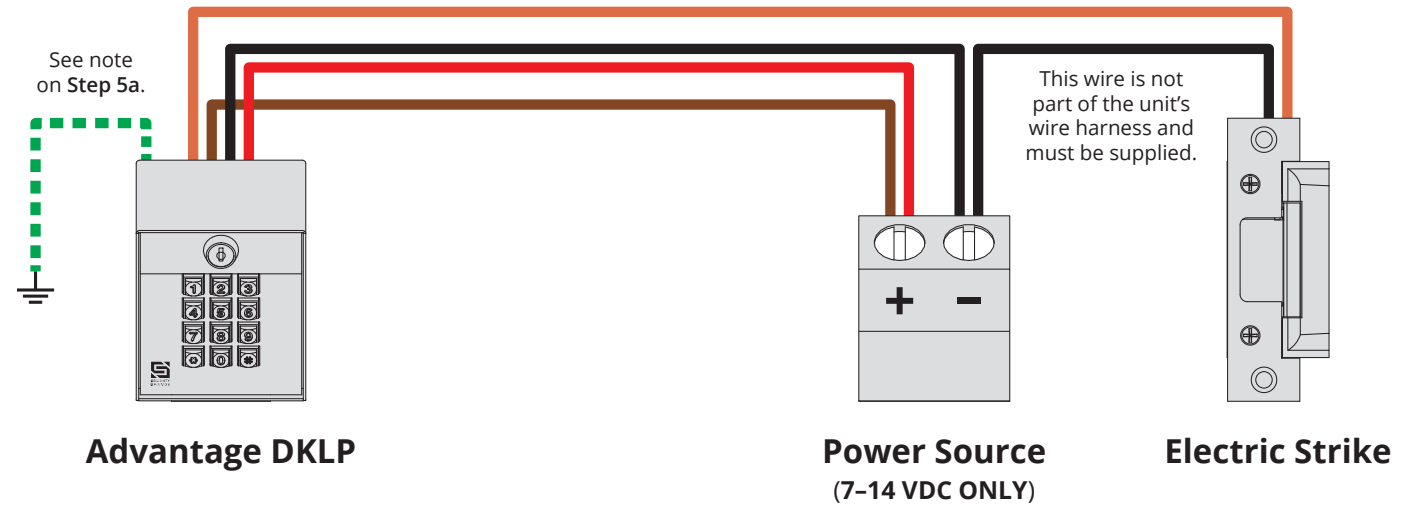 See note
on Step 5a.
This wire is not
part of the unit's
wire harness and
must be supplied.
1 2 3
4 5 6
7 8 9
* 0 #
+ −
Advantage DKLP
Power Source
(7–14 VDC ONLY)
Electric Strike